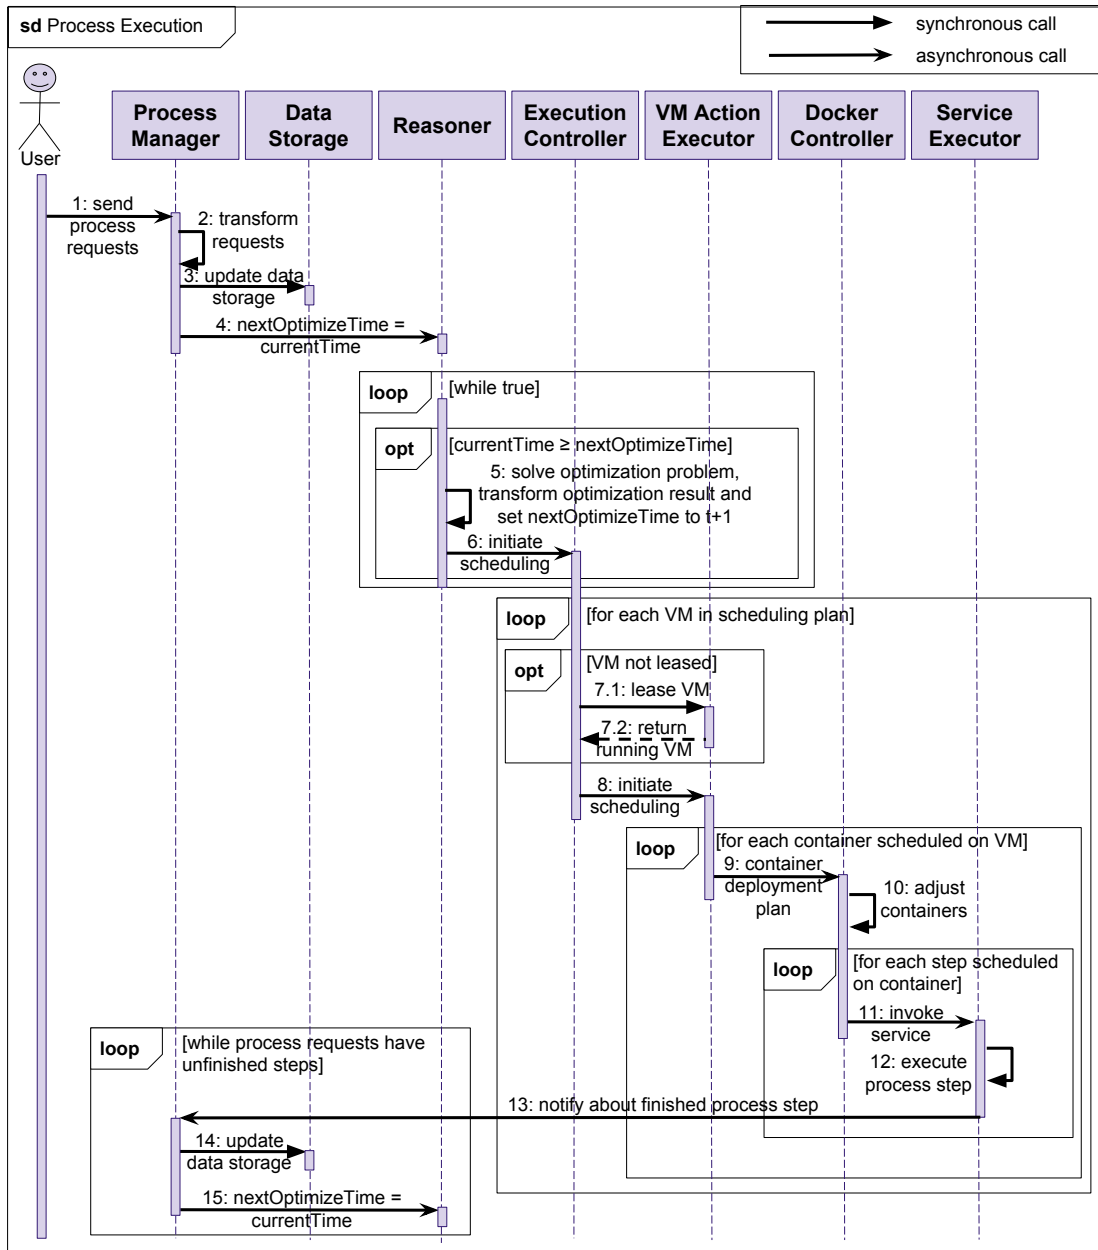 sd Process Execution
synchronous call
asynchronous call
User
Process
Manager
Data
Storage
Reasoner
Execution
Controller
VM Action
Executor
Docker
Controller
Service
Executor
1: send
process
requests
2: transform
requests
3: update data
storage
4: nextOptimizeTime =
currentTime
loop
[while true]
opt
[currentTime ≥ nextOptimizeTime]
5: solve optimization problem,
transform optimization result and
set nextOptimizeTime to t+1
6: initiate
scheduling
loop
[for each VM in scheduling plan]
opt
[VM not leased]
7.1: lease VM
7.2: return
running VM
8: initiate
scheduling
loop
[for each container scheduled on VM]
9: container
deployment
plan
10: adjust
containers
loop
[for each step scheduled
on container]
11: invoke
service
12: execute
process step
loop
[while process requests have
unfinished steps]
13: notify about finished process step
14: update
data storage
15: nextOptimizeTime =
currentTime